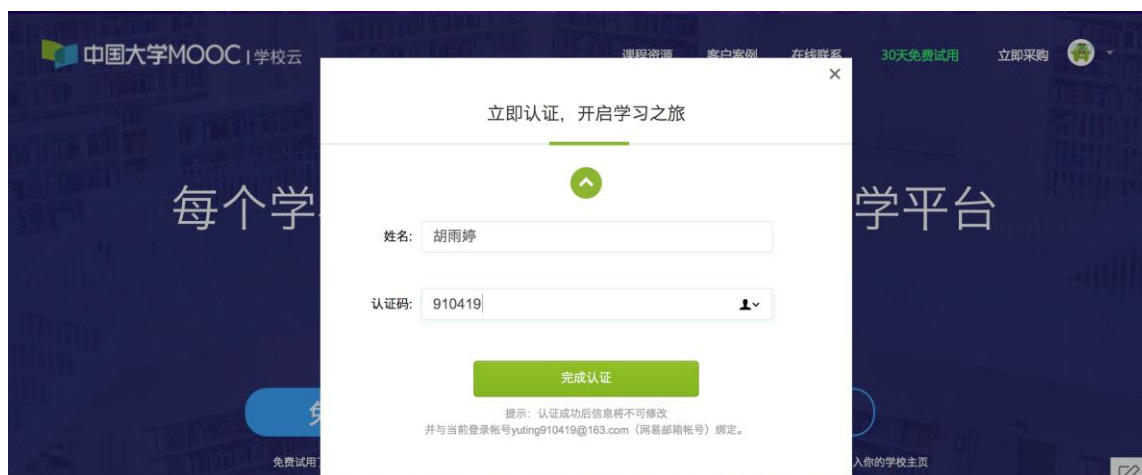 中国大学MOOC | 学校云
课程资源 客户案例 在线联系 30天免费试用 立即采购
立即认证，开启学习之旅
每个学
学平台
姓名: 胡雨婷
认证码: 910419
完成认证
提示：认证成功后信息将不可修改
并与当前登录帐号yuting910419@163.com（网易邮箱帐号）绑定。
免费试用
入你的学校主页